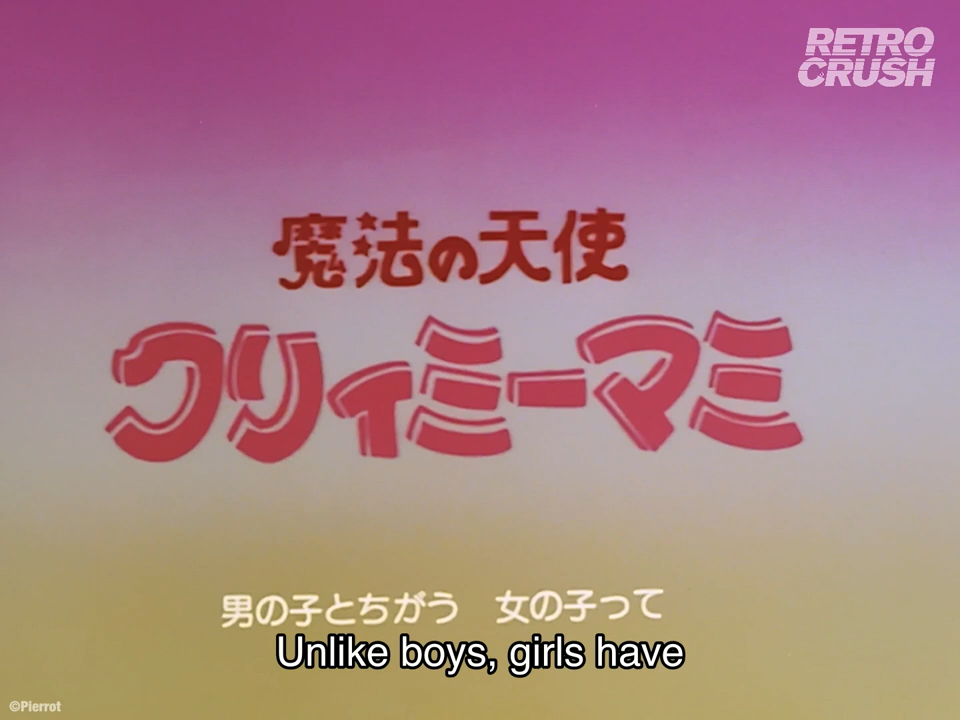 RETRO
CRUSH
魔法の天使
クリィミーマミ
男の子とちがう 女の子って
Unlike boys, girls have
©Pierrot